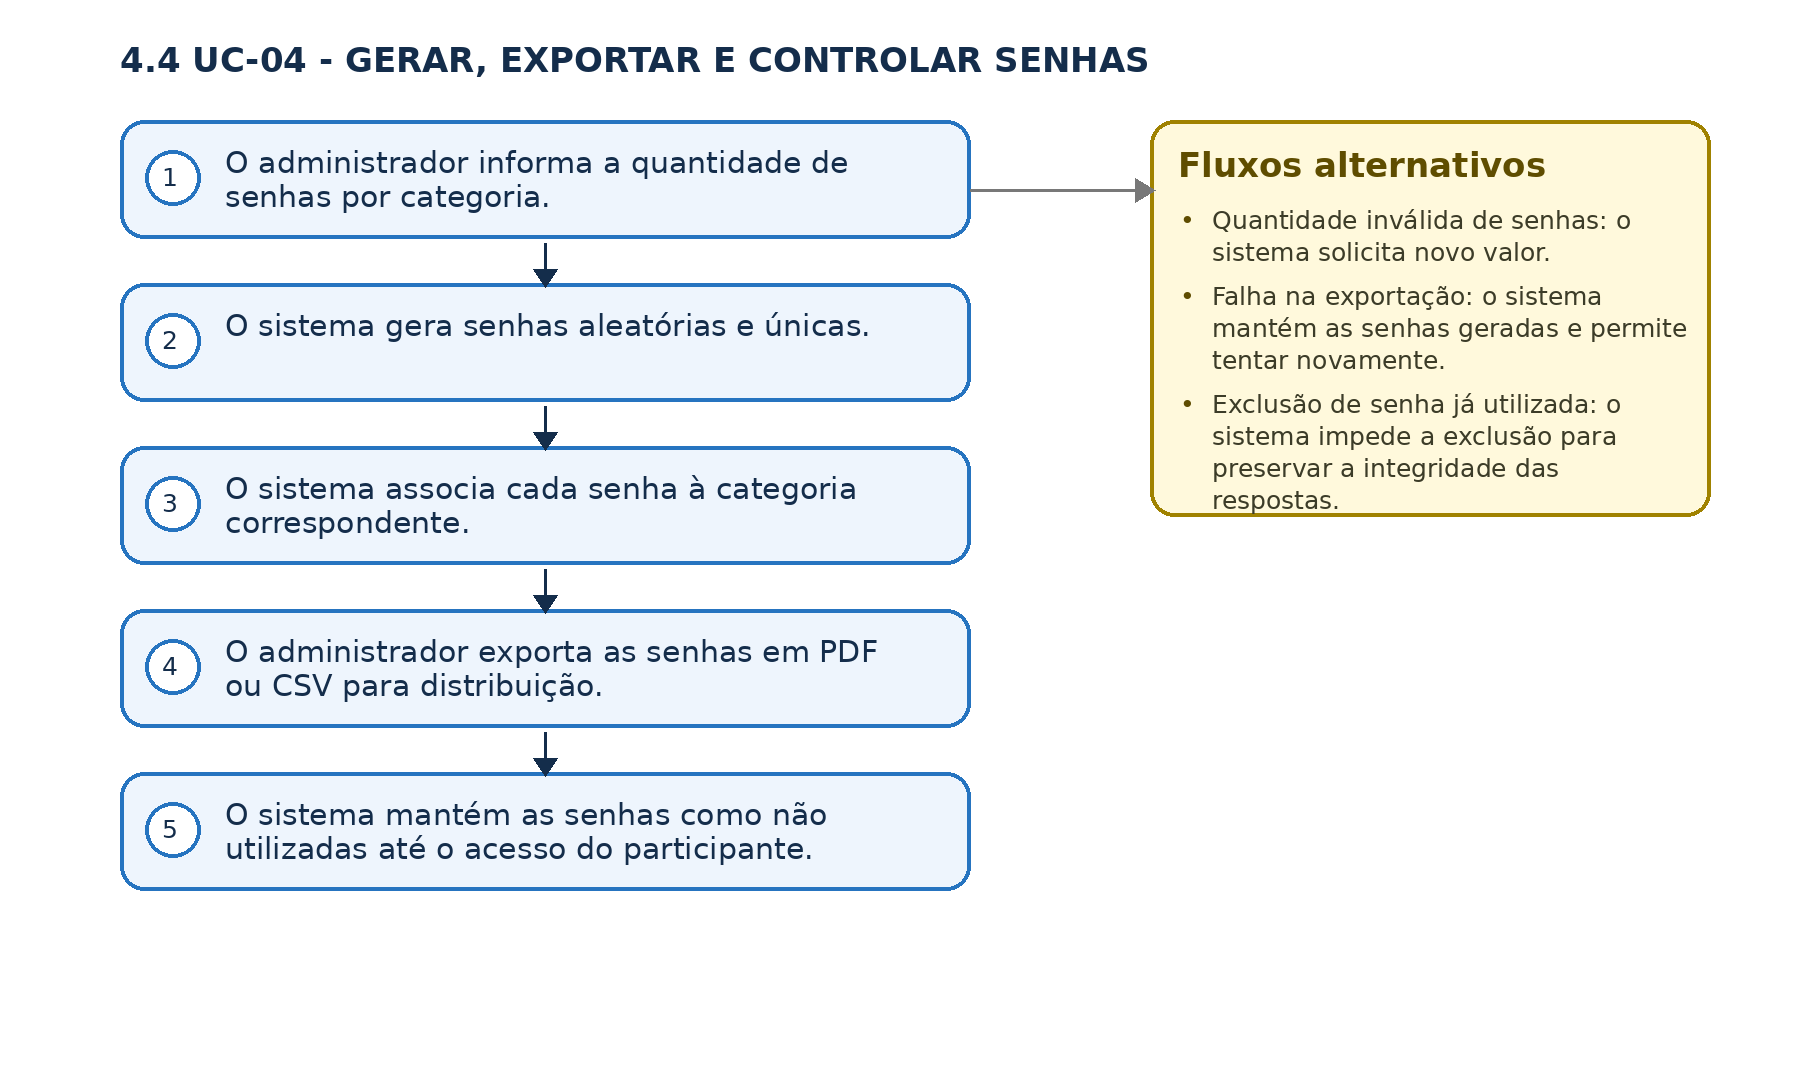 4.4 UC-04 - GERAR, EXPORTAR E CONTROLAR SENHAS
1
O administrador informa a quantidade de
senhas por categoria.
2
O sistema gera senhas aleatórias e únicas.
3
O sistema associa cada senha à categoria
correspondente.
4
O administrador exporta as senhas em PDF
ou CSV para distribuição.
5
O sistema mantém as senhas como não
utilizadas até o acesso do participante.
Fluxos alternativos
• Quantidade inválida de senhas: o
sistema solicita novo valor.
• Falha na exportação: o sistema
mantém as senhas geradas e permite
tentar novamente.
• Exclusão de senha já utilizada: o
sistema impede a exclusão para
preservar a integridade das
respostas.